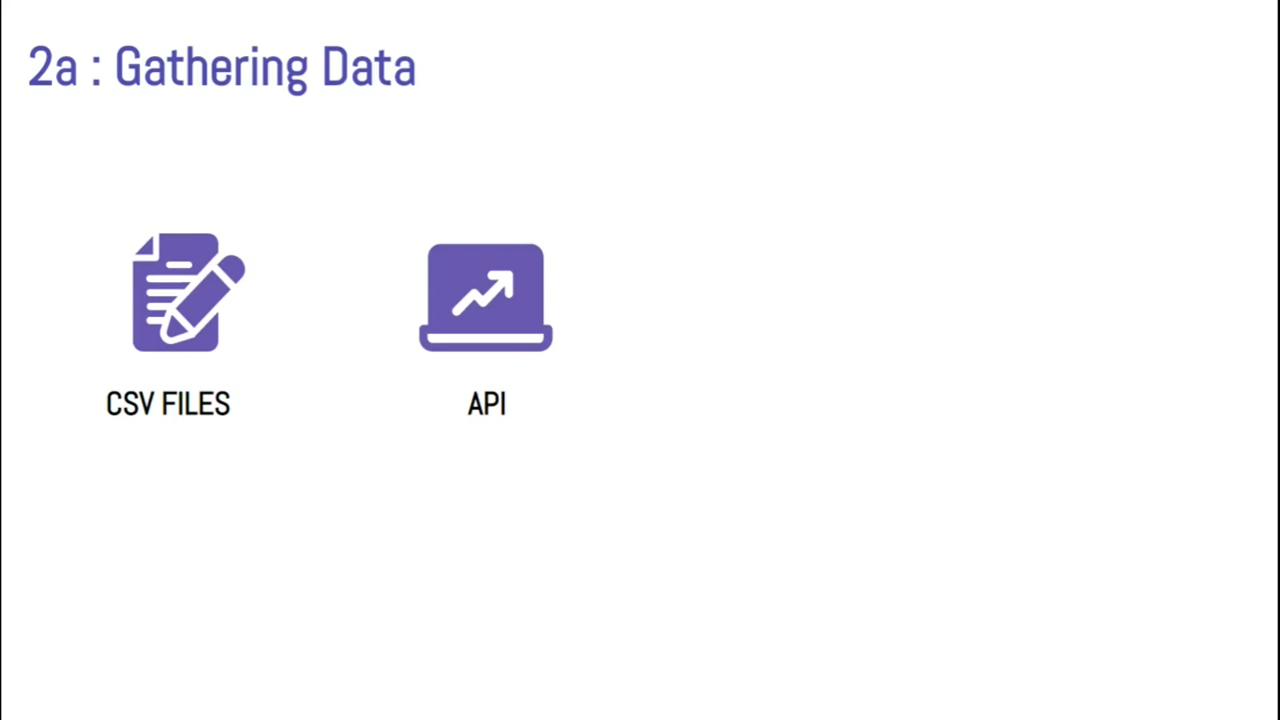 2a : Gathering Data
CSV FILES
API